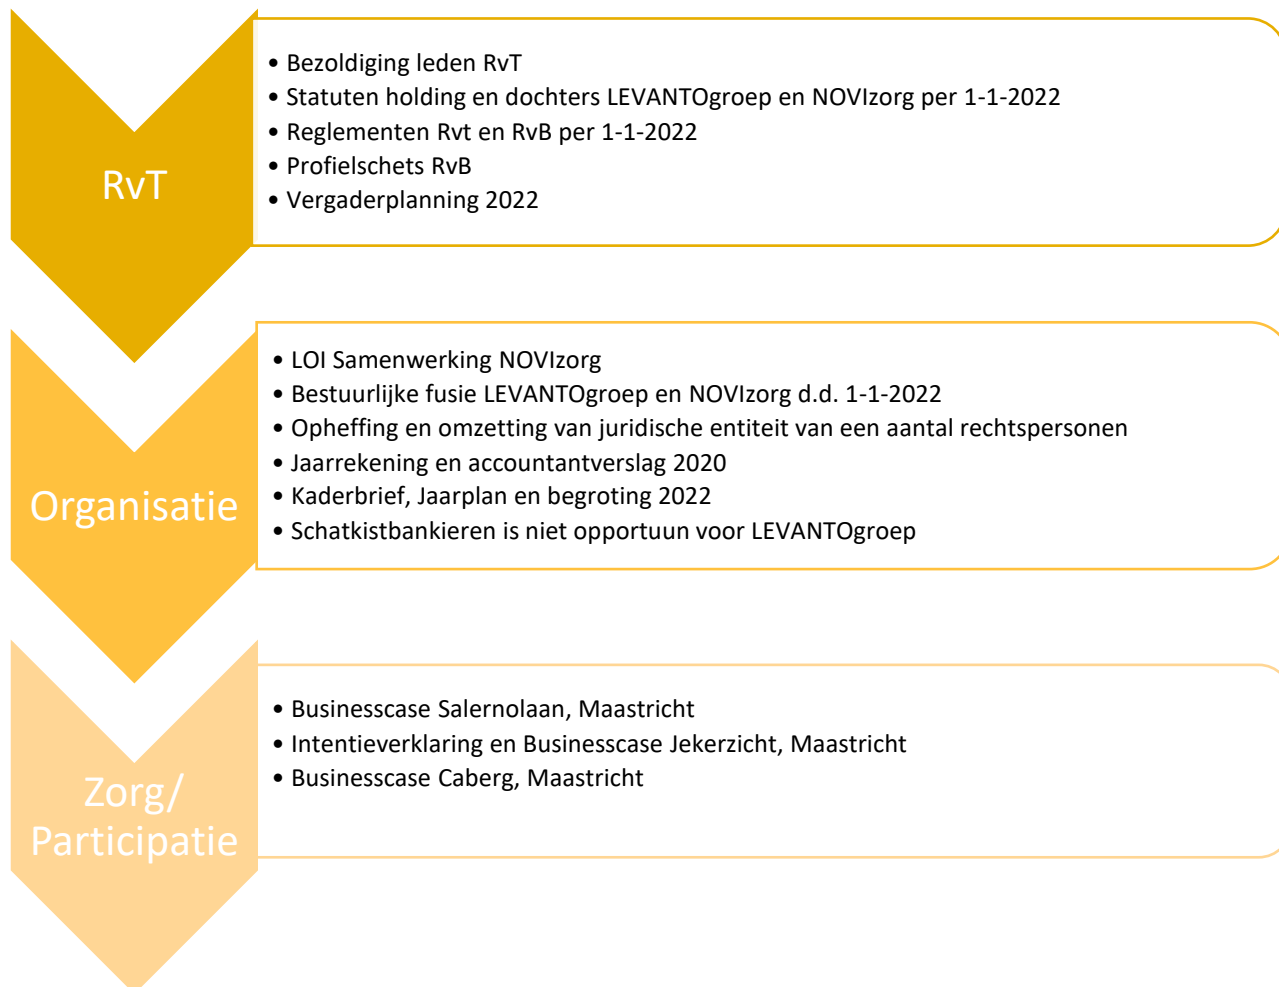 RvT
• Bezoldiging leden RvT
• Statuten holding en dochters LEVANTOgroep en NOVIzorg per 1-1-2022
• Reglementen Rvt en RvB per 1-1-2022
• Profielschets RvB
• Vergaderplanning 2022
Organisatie
• LOI Samenwerking NOVIzorg
• Bestuurlijke fusie LEVANTOgroep en NOVIzorg d.d. 1-1-2022
• Opheffing en omzetting van juridische entiteit van een aantal rechtspersonen
• Jaarrekening en accountantverslag 2020
• Kaderbrief, Jaarplan en begroting 2022
• Schatkistbankieren is niet opportuun voor LEVANTOgroep
Zorg/
Participatie
• Businesscase Salernolaan, Maastricht
• Intentieverklaring en Businesscase Jekerzicht, Maastricht
• Businesscase Caberg, Maastricht